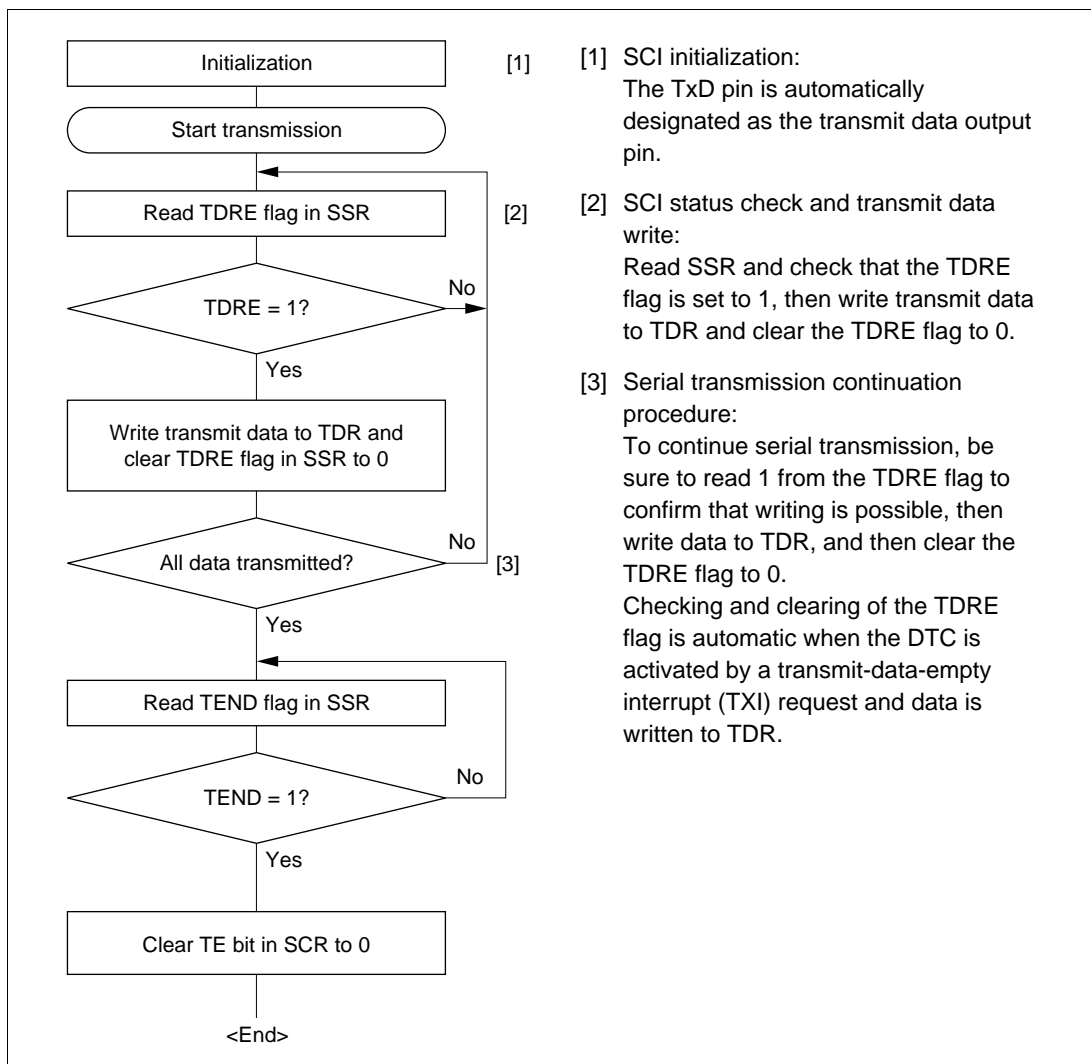 Initialization
[1]
Start transmission
Read TDRE flag in SSR
[2]
No
TDRE = 1?
Yes
Write transmit data to TDR and
clear TDRE flag in SSR to 0
No
All data transmitted?
[3]
Yes
Read TEND flag in SSR
No
TEND = 1?
Yes
Clear TE bit in SCR to 0
<End>
[1] SCI initialization:
The TxD pin is automatically
designated as the transmit data output
pin.
[2] SCI status check and transmit data
write:
Read SSR and check that the TDRE
flag is set to 1, then write transmit data
to TDR and clear the TDRE flag to 0.
[3] Serial transmission continuation
procedure:
To continue serial transmission, be
sure to read 1 from the TDRE flag to
confirm that writing is possible, then
write data to TDR, and then clear the
TDRE flag to 0.
Checking and clearing of the TDRE
flag is automatic when the DTC is
activated by a transmit-data-empty
interrupt (TXI) request and data is
written to TDR.